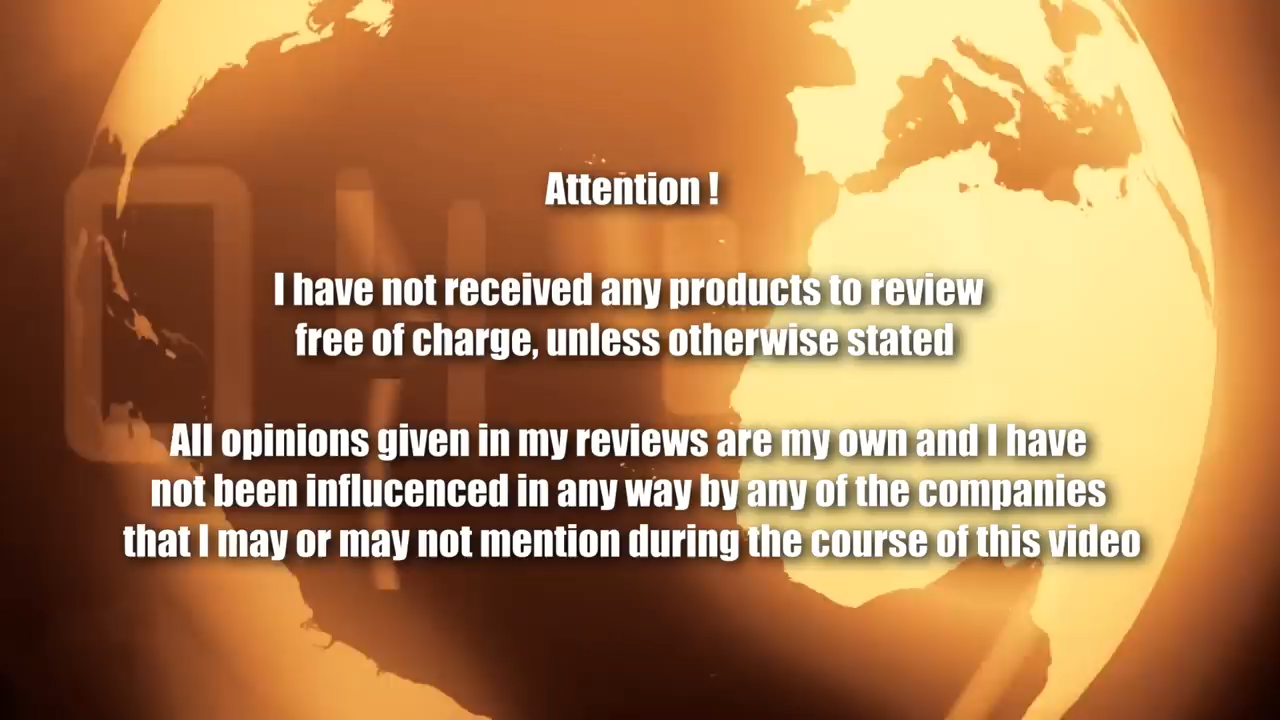 Attention !
I have not received any products to review
free of charge, unless otherwise stated
All opinions given in my reviews are my own and I have
not been influcenced in any way by any of the companies
that I may or may not mention during the course of this video